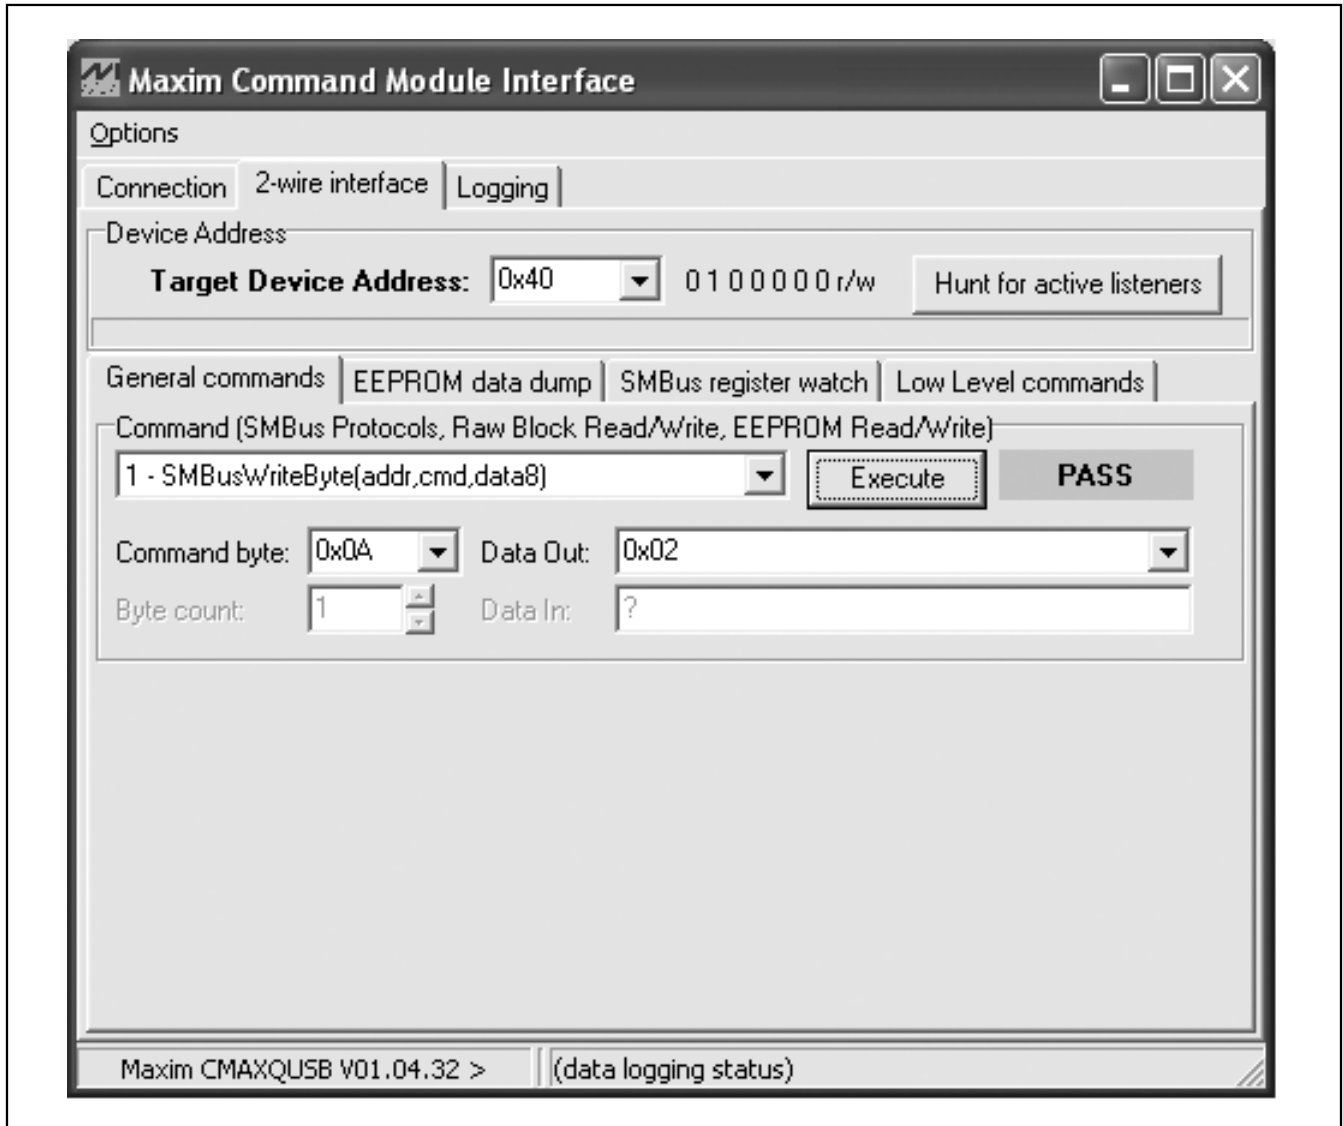 Maxim Command Module Interface
Options
Connection 2-wire interface Logging
Device Address
Target Device Address: 0x40 0 1 0 0 0 0 0 r/w Hunt for active listeners
General commands EEPROM data dump SMBus register watch Low Level commands
Command (SMBus Protocols, Raw Block Read/Write, EEPROM Read/Write)
1 - SMBusWriteByte(addr,cmd,data8) Execute PASS
Command byte: 0x0A Data Out: 0x02
Byte count: 1 Data In: ?
Maxim CMAXQUSB V01.04.32 > (data logging status)